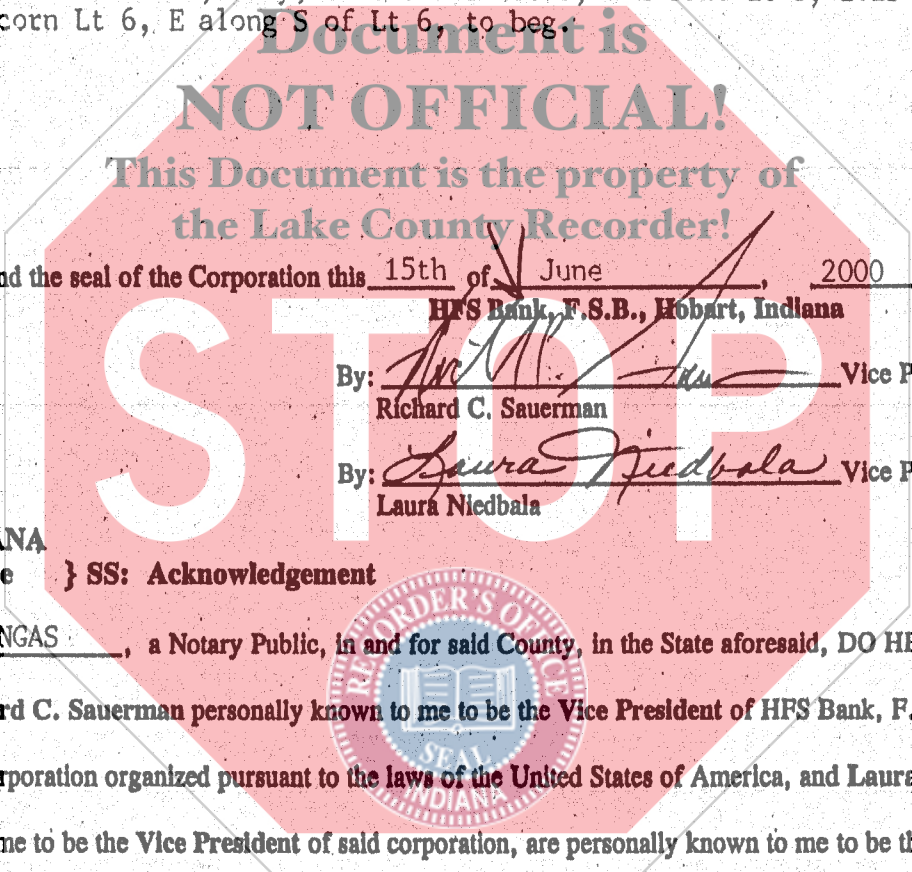 corn Lt 6, E along S of Lt 6, to beg.
Document is
NOT OFFICIAL!
This Document is the property of
the Lake County Recorder!
nd the seal of the Corporation this 15th of June, 2000
HFS Bank, F.S.B., Hobart, Indiana
By: Vice P
Richard C. Sauerman
By: Laura Niedbala Vice P
Laura Niedbala
STOP
ANA
e } SS: Acknowledgement
NGAS, a Notary Public, in and for said County, in the State aforesaid, DO HE
rd C. Sauerman personally known to me to be the Vice President of HFS Bank, F.
RECORDER'S OFFICE
SEAL
INDIANA
rporation organized pursuant to the laws of the United States of America, and Laura
me to be the Vice President of said corporation, are personally known to me to be th